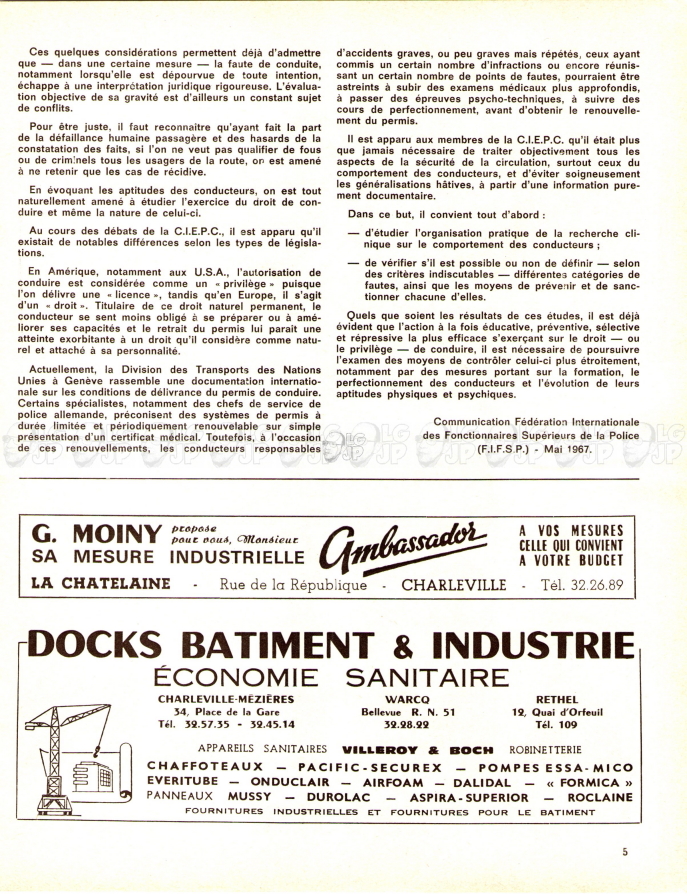 Ces quelques considérations permettent déjà d'admettre
que — dans une certaine mesure — la faute de conduite,
notamment lorsqu'elle est dépourvue de toute intention,
échappe à une interprétation juridique rigoureuse. L'évalua-
tion objective de sa gravité est d'ailleurs un constant sujet
de conflits.
Pour être juste, il faut reconnaître qu'ayant fait la part
de la défaillance humaine passagère et des hasards de la
constatation des faits, si l'on ne veut pas qualifier de fous
ou de criminels tous les usagers de la route, on est amené
à ne retenir que les cas de récidive.
En évoquant les aptitudes des conducteurs, on est tout
naturellement amené à étudier l'exercice du droit de con-
duire et même la nature de celui-ci.
Au cours des débats de la C.I.E.P.C., il est apparu qu'il
existait de notables différences selon les types de législa-
tions.
En Amérique, notamment aux U.S.A., l'autorisation de
conduire est considérée comme un « privilège » puisque
l'on délivre une « licence », tandis qu'en Europe, il s'agit
d'un « droit ». Titulaire de ce droit naturel permanent, le
conducteur se sent moins obligé à se préparer ou à amé-
liorer ses capacités et le retrait du permis lui parait une
atteinte exorbitante à un droit qu'il considère comme natu-
rel et attaché à sa personnalité.
Actuellement, la Division des Transports des Nations
Unies à Genève rassemble une documentation internatio-
nale sur les conditions de délivrance du permis de conduire.
Certains spécialistes, notamment des chefs de service de
police allemande, préconisent des systèmes de permis à
durée limitée et périodiquement renouvelable sur simple
présentation d'un certificat médical. Toutefois, à l'occasion
de ces renouvellements, les conducteurs responsables
d'accidents graves, ou peu graves mais répétés, ceux ayant
commis un certain nombre d'infractions ou encore réunis-
sant un certain nombre de points de fautes, pourraient être
astreints à subir des examens médicaux plus approfondis,
à passer des épreuves psycho-techniques, à suivre des
cours de perfectionnement, avant d'obtenir le renouvelle-
ment du permis.
Il est apparu aux membres de la C.I.E.P.C. qu'il était plus
que jamais nécessaire de traiter objectivement tous les
aspects de la sécurité de la circulation, surtout ceux du
comportement des conducteurs, et d'éviter soigneusement
les généralisations hâtives, à partir d'une information pure-
ment documentaire.
Dans ce but, il convient tout d'abord :
— d'étudier l'organisation pratique de la recherche cli-
nique sur le comportement des conducteurs ;
— de vérifier s'il est possible ou non de définir — selon
des critères indiscutables — différentes catégories de
fautes, ainsi que les moyens de prévenir et de sanc-
tionner chacune d'elles.
Quels que soient les résultats de ces études, il est déjà
évident que l'action à la fois éducative, préventive, sélective
et répressive la plus efficace s'exerçant sur le droit — ou
le privilège — de conduire, il est nécessaire de poursuivre
l'examen des moyens de contrôler celui-ci plus étroitement,
notamment par des mesures portant sur la formation, le
perfectionnement des conducteurs et l'évolution de leurs
aptitudes physiques et psychiques.
Communication Fédération Internationale
des Fonctionnaires Supérieurs de la Police
(F.I.F.S.P.) - Mai 1967.
G. MOINY propose
pour vous, Monsieur
SA MESURE INDUSTRIELLE
Ambassador
A VOS MESURES
CELLE QUI CONVIENT
A VOTRE BUDGET
LA CHATELAINE - Rue de la République - CHARLEVILLE - Tél. 32.26.89
DOCKS BATIMENT & INDUSTRIE
ÉCONOMIE SANITAIRE
CHARLEVILLE-MÉZIÈRES WARCQ RETHEL
34, Place de la Gare Bellevue R. N. 51 12, Quai d'Orfeuil
Tél. 32.57.35 - 32.45.14 32.28.22 Tél. 109
APPAREILS SANITAIRES VILLEROY & BOCH ROBINETTERIE
CHAFFOTEAUX — PACIFIC-SECUREX — POMPES ESSA-MICO
EVERITUBE — ONDUCLAIR — AIRFOAM — DALIDAL — « FORMICA »
PANNEAUX MUSSY — DUROLAC — ASPIRA-SUPERIOR — ROCLAINE
FOURNITURES INDUSTRIELLES ET FOURNITURES POUR LE BATIMENT
5